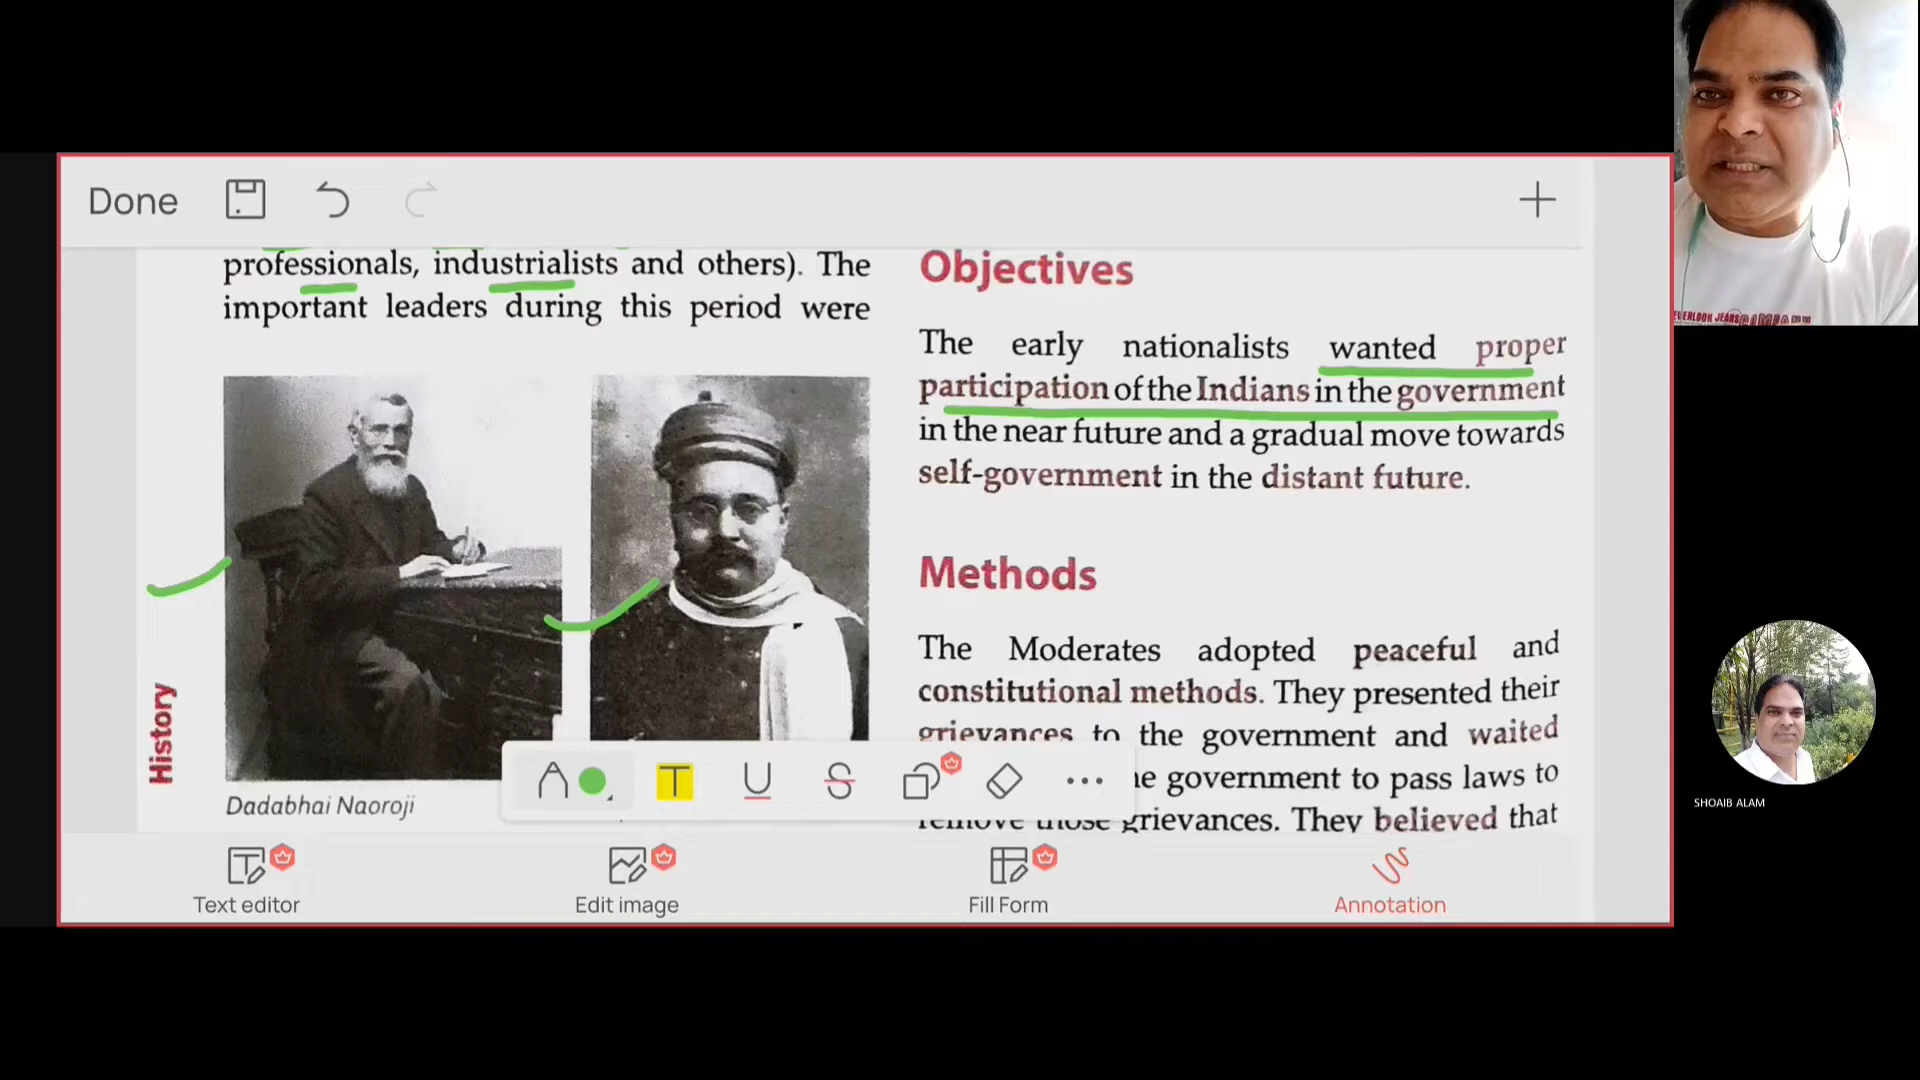 Done
professionals, industrialists and others). The
important leaders during this period were
History
Dadabhai Naoroji
Objectives
The early nationalists wanted proper
participation of the Indians in the government
in the near future and a gradual move towards
self-government in the distant future.
Methods
The Moderates adopted peaceful and
constitutional methods. They presented their
grievances to the government and waited
government to pass laws to
remove those grievances. They believed that
T
U
S
Text editor
Edit image
Fill Form
Annotation
SHOAIB ALAM